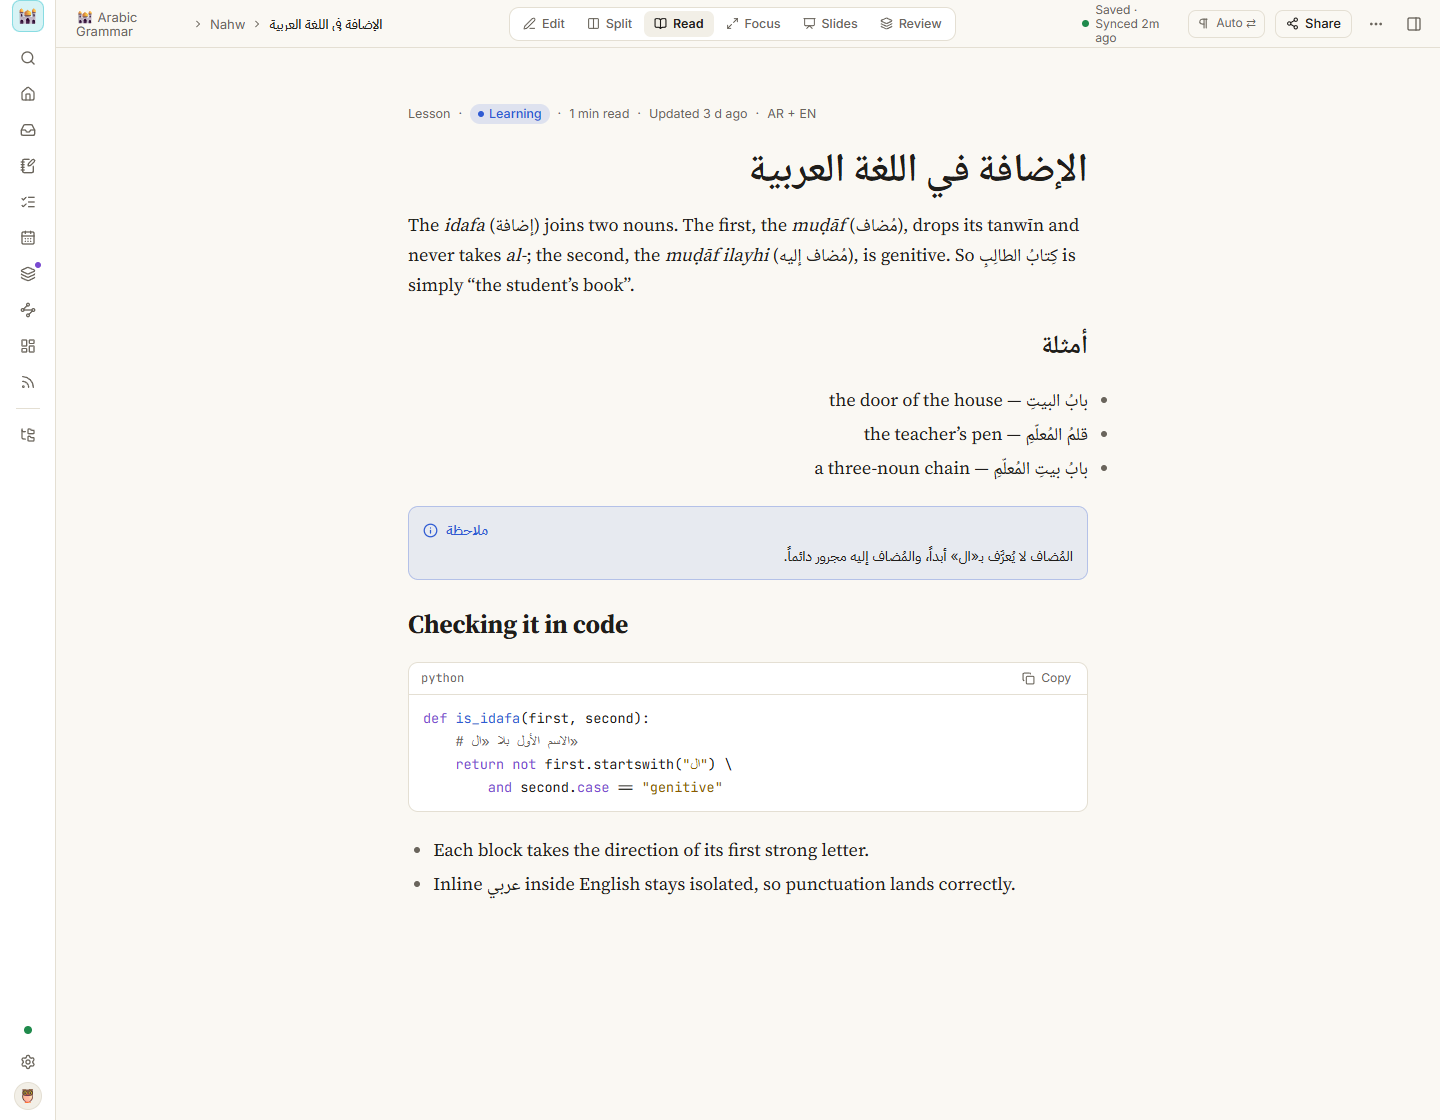 Arabic Grammar
Nahw
الإضافة في اللغة العربية
Edit
Split
Read
Focus
Slides
Review
Saved ·
Synced 2m
ago
Auto
Share
Lesson · Learning · 1 min read · Updated 3 d ago · AR + EN
الإضافة في اللغة العربية
The idafa (إضافة) joins two nouns. The first, the muḍāf (مُضاف), drops its tanwīn and
never takes al-; the second, the muḍāf ilayhi (مُضاف إليه), is genitive. So كِتابُ الطالِبِ is
simply “the student’s book”.
أمثلة
بابُ البيتِ — the door of the house
قلمُ المُعلّمِ — the teacher’s pen
بابُ بيتِ المُعلّمِ — a three-noun chain
ملاحظة
المُضاف لا يُعرَّف بـ«ال» أبداً، والمُضاف إليه مجرور دائماً.
Checking it in code
python
Copy
def is_idafa(first, second):
# الاسم الأول بلا «ال»
return not first.startswith("ال") \
and second.case == "genitive"
Each block takes the direction of its first strong letter.
Inline عربي inside English stays isolated, so punctuation lands correctly.